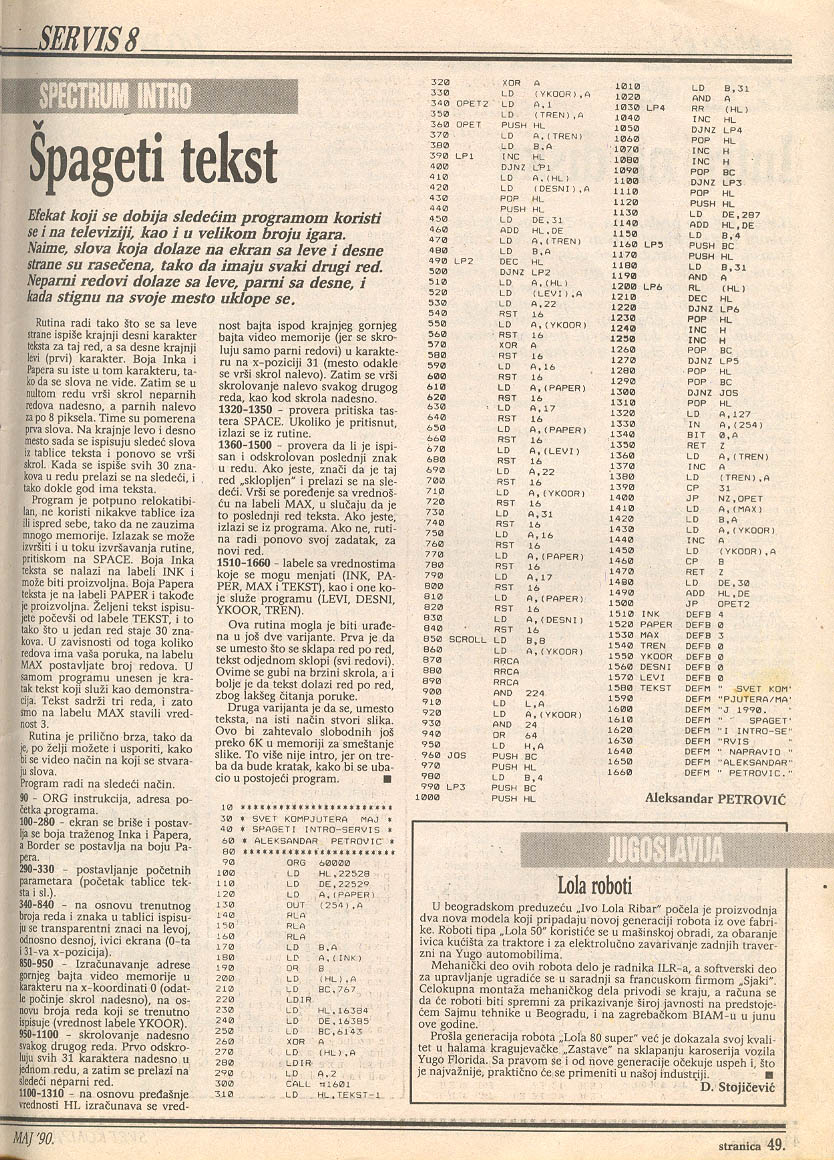 SERVIS 8
SPECTRUM INTRO
Špageti tekst
Efekat koji se dobija sledećim programom koristi
se i na televiziji, kao i u velikom broju igara.
Naime, slova koja dolaze na ekran sa leve i desne
strane su rasečena, tako da imaju svaki drugi red.
Neparni redovi dolaze sa leve, parni sa desne, i
kada stignu na svoje mesto uklope se.
Rutina radi tako što se sa leve
strane ispiše krajnji desni karakter
teksta za taj red, a sa desne krajnji
levi (prvi) karakter. Boja Inka i
Papera su iste u tom karakteru, ta-
ko da se slova ne vide. Zatim se u
nultom redu vrši skrol neparnih
redova nadesno, a parnih nalevo
za po 8 piksela. Time su pomerena
prva slova. Na krajnje levo i desno
mesto sada se ispisuju sledeć slova
iz tablice teksta i ponovo se vrši
skrol. Kada se ispiše svih 30 zna-
kova u redu prelazi se na sledeći, i
tako dokle god ima teksta.
Program je potpuno relokatibi-
lan, ne koristi nikakve tablice iza
ili ispred sebe, tako da ne zauzima
mnogo memorije. Izlazak se može
izvršiti i u toku izvršavanja rutine,
pritiskom na SPACE. Boja Inka
teksta se nalazi na labeli INK i
može biti proizvoljna. Boja Papera
teksta je na labeli PAPER i takođe
je proizvoljna. Željeni tekst ispisu-
jete počevši od labele TEKST, i to
tako što u jedan red staje 30 zna-
kova. U zavisnosti od toga koliko
redova ima vaša poruka, na labelu
MAX postavljate broj redova. U
samom programu unesen je kra-
tak tekst koji služi kao demonstra-
cija. Tekst sadrži tri reda, i zato
smo na labelu MAX stavili vred-
nost 3.
Rutina je prilično brza, tako da
je, po želji možete i usporiti, kako
bi se video način na koji se stvara-
ju slova.
Program radi na sledeći način.
90 - ORG instrukcija, adresa po-
četka programa.
100-280 - ekran se briše i postav-
lja se boja traženog Inka i Papera,
a Border se postavlja na boju Pa-
pera.
290-330 - postavljanje početnih
parametara (početak tablice tek-
sta i sl.).
340-840 - na osnovu trenutnog
broja reda i znaka u tablici ispisu-
ju se transparentni znaci na levoj,
odnosno desnoj, ivici ekrana (0-ta
i 31-va x-pozicija).
850-950 - Izračunavanje adrese
gornjeg bajta video memorije u
karakteru na x-koordinati 0 (odat-
le počinje skrol nadesno), na os-
novu broja reda koji se trenutno
ispisuje (vrednost labele YKOOR).
950-1100 - skrolovanje nadesno
svakog drugog reda. Prvo odskro-
luju svih 31 karaktera nadesno u
jednom redu, a zatim se prelazi na
sledeći neparni red.
1100-1310 - na osnovu pređašnje
vrednosti HL izračunava se vred-
nost bajta ispod krajnjeg gornjeg
bajta video memorije (jer se skro-
luju samo parni redovi) u karakte-
ru na x-poziciji 31 (mesto odakle
se vrši skrol nalevo). Zatim se vrši
skrolovanje nalevo svakog drugog
reda, kao kod skrola nadesno.
1320-1350 - provera pritiska tas-
tera SPACE. Ukoliko je pritisnut,
izlazi se iz rutine.
1360-1500 - provera da li je ispi-
san i odskrolovan poslednji znak
u redu. Ako jeste, znači da je taj
red „sklopljen" i prelazi se na sle-
deći. Vrši se poređenje sa vrednoš-
ću na labeli MAX, u slučaju da je
to poslednji red teksta. Ako jeste,
izlazi se iz programa. Ako ne, ruti-
na radi ponovo svoj zadatak, za
novi red.
1510-1660 - labele sa vrednostima
koje se mogu menjati (INK, PA-
PER, MAX i TEKST), kao i one ko-
je služe programu (LEVI, DESNI,
YKOOR, TREN).
Ova rutina mogla je biti urađe-
na u još dve varijante. Prva je da
se umesto što se sklapa red po red,
tekst odjednom sklopi (svi redovi).
Ovime se gubi na brzini skrola, a i
bolje je da tekst dolazi red po red,
zbog lakšeg čitanja poruke.
Druga varijanta je da se, umesto
teksta, na isti način stvori slika.
Ovo bi zahtevalo slobodnih još
preko 6K u memoriji za smeštanje
slike. To više nije intro, jer on tre-
ba da bude kratak, kako bi se uba-
cio u postojeći program. ■
10 ************************
30 * SVET KOMPJUTERA MAJ *
40 * SPAGETI INTRO-SERVIS *
60 * ALEKSANDAR PETROVIC *
80 ************************
90 ORG 60000
100 LD HL,22528
110 LD DE,22529
120 LD A,(PAPER)
130 OUT (254),A
140 RLA
150 RLA
160 RLA
170 LD B,A
180 LD A,(INK)
190 OR B
200 LD (HL),A
210 LD BC,767
220 LDIR
230 LD HL,16384
240 LD DE,16385
250 LD BC,6143
260 XOR A
270 LD (HL),A
280 LDIR
290 LD A,2
300 CALL #1601
310 LD HL,TEKST-1
320 XOR A
330 LD (YKOOR),A
340 OPET2 LD A,1
350 LD (TREN),A
360 OPET PUSH HL
370 LD A,(TREN)
380 LD B,A
390 LP1 INC HL
400 DJNZ LP1
410 LD A,(HL)
420 LD (DESNI),A
430 POP HL
440 PUSH HL
450 LD DE,31
460 ADD HL,DE
470 LD A,(TREN)
480 LD B,A
490 LP2 DEC HL
500 DJNZ LP2
510 LD A,(HL)
520 LD (LEVI),A
530 LD A,22
540 RST 16
550 LD A,(YKOOR)
560 RST 16
570 XOR A
580 RST 16
590 LD A,16
600 RST 16
610 LD A,(PAPER)
620 RST 16
630 LD A,17
640 RST 16
650 LD A,(PAPER)
660 RST 16
670 LD A,(LEVI)
680 RST 16
690 LD A,22
700 RST 16
710 LD A,(YKOOR)
720 RST 16
730 LD A,31
740 RST 16
750 LD A,16
760 RST 16
770 LD A,(PAPER)
780 RST 16
790 LD A,17
800 RST 16
810 LD A,(PAPER)
820 RST 16
830 LD A,(DESNI)
840 RST 16
850 SCROLL LD B,8
860 LD A,(YKOOR)
870 RRCA
880 RRCA
890 RRCA
900 AND 224
910 LD L,A
920 LD A,(YKOOR)
930 AND 24
940 OR 64
950 LD H,A
960 JOS PUSH BC
970 PUSH HL
980 LD B,4
990 LP3 PUSH BC
1000 PUSH HL
1010 LD B,31
1020 AND A
1030 LP4 RR (HL)
1040 INC HL
1050 DJNZ LP4
1060 POP HL
1070 INC H
1080 INC H
1090 POP BC
1100 DJNZ LP3
1110 POP HL
1120 PUSH HL
1130 LD DE,287
1140 ADD HL,DE
1150 LD B,4
1160 LP5 PUSH BC
1170 PUSH HL
1180 LD B,31
1190 AND A
1200 LP6 RL (HL)
1210 DEC HL
1220 DJNZ LP6
1230 POP HL
1240 INC H
1250 INC H
1260 POP BC
1270 DJNZ LP5
1280 POP HL
1290 POP BC
1300 DJNZ JOS
1310 POP HL
1320 LD A,127
1330 IN A,(254)
1340 BIT 0,A
1350 RET Z
1360 LD A,(TREN)
1370 INC A
1380 LD (TREN),A
1390 CP 31
1400 JP NZ,OPET
1410 LD A,(MAX)
1420 LD B,A
1430 LD A,(YKOOR)
1440 INC A
1450 LD (YKOOR),A
1460 CP B
1470 RET Z
1480 LD DE,30
1490 ADD HL,DE
1500 JP OPET2
1510 INK DEFB 4
1520 PAPER DEFB 0
1530 MAX DEFB 3
1540 TREN DEFB 0
1550 YKOOR DEFB 0
1560 DESNI DEFB 0
1570 LEVI DEFB 0
1580 TEKST DEFM " SVET KOM"
1590 DEFM "PJUTERA/MA"
1600 DEFM "J 1990. "
1610 DEFM " SPAGET"
1620 DEFM "I INTRO-SE"
1630 DEFM "RVIS "
1640 DEFM " NAPRAVIO "
1650 DEFM "ALEKSANDAR"
1660 DEFM " PETROVIC."
Aleksandar PETROVIĆ
JUGOSLAVIJA
Lola roboti
U beogradskom preduzeću „Ivo Lola Ribar" počela je proizvodnja
dva nova modela koji pripadaju novoj generaciji robota iz ove fabri-
ke. Roboti tipa „Lola 50" koristiće se u mašinskoj obradi, za obaranje
ivica kućišta za traktore i za elektrolučno zavarivanje zadnjih traver-
zni na Yugo automobilima.
Mehanički deo ovih robota delo je radnika ILR-a, a softverski deo
za upravljanje ugradiće se u saradnji sa francuskom firmom „Sjaki".
Celokupna montaža mehaničkog dela privodi se kraju, a računa se
da će roboti biti spremni za prikazivanje široj javnosti na predstoje-
ćem Sajmu tehnike u Beogradu, i na zagrebačkom BIAM-u u junu
ove godine.
Prošla generacija robota „Lola 80 super" već je dokazala svoj kvali-
tet u halama kragujevačke „Zastave" na sklapanju karoserija vozila
Yugo Florida. Sa pravom se i od nove generacije očekuje uspeh i, što
je najvažnije, praktično će se primeniti u našoj industriji. ■
D. Stojičević
MAJ '90.
stranica 49.